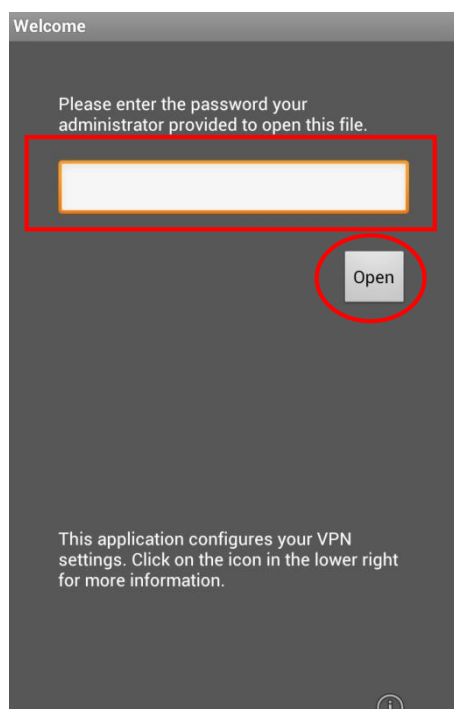 Welcome
Please enter the password your
administrator provided to open this file.
Open
This application configures your VPN
settings. Click on the icon in the lower right
for more information.
i